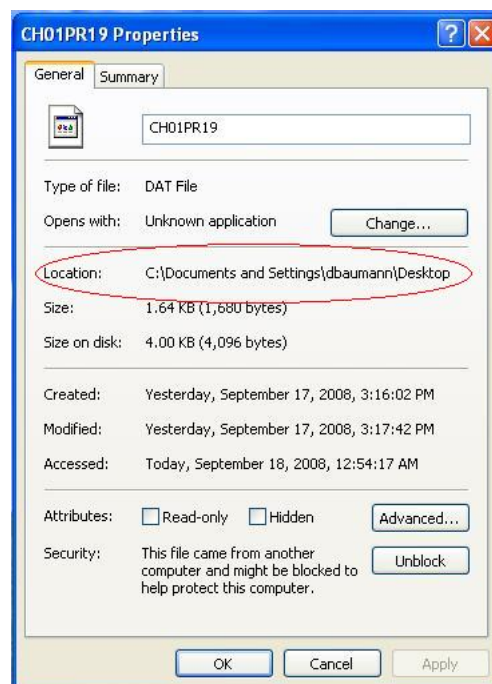 CH01PR19 Properties
General Summary
CH01PR19
Type of file: DAT File
Opens with: Unknown application Change...
Location: C:\Documents and Settings\dbaumann\Desktop
Size: 1.64 KB (1,680 bytes)
Size on disk: 4.00 KB (4,096 bytes)
Created: Yesterday, September 17, 2008, 3:16:02 PM
Modified: Yesterday, September 17, 2008, 3:17:42 PM
Accessed: Today, September 18, 2008, 12:54:17 AM
Attributes: Read-only Hidden Advanced...
Security: This file came from another
computer and might be blocked to
help protect this computer.
Unblock
OK Cancel Apply